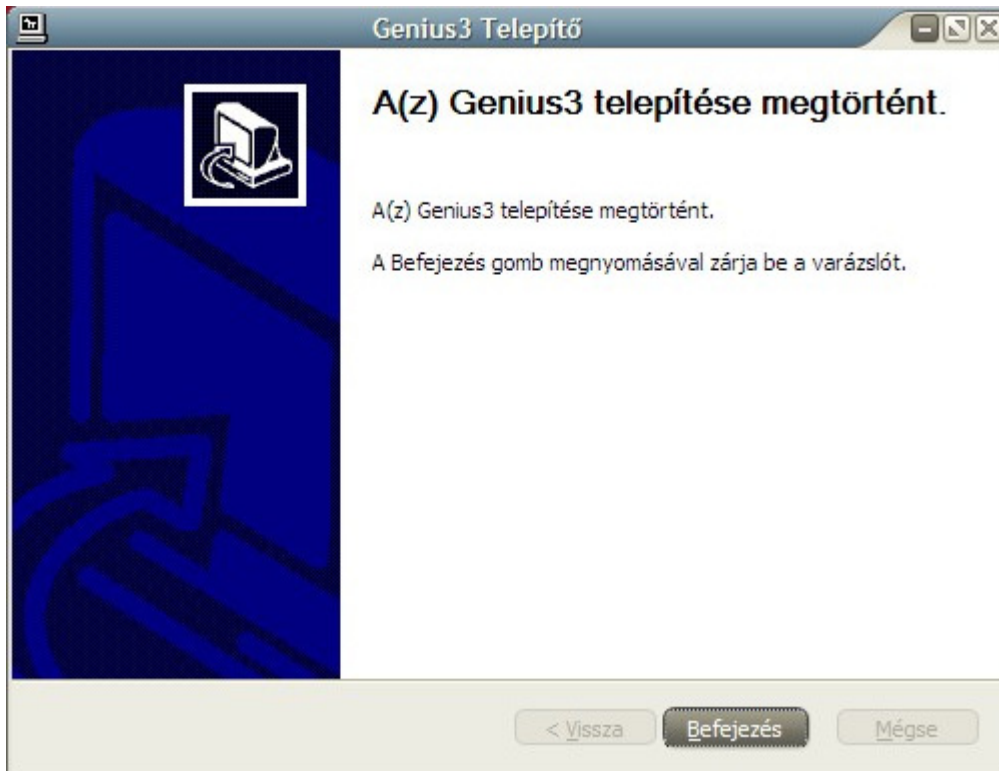 Genius3 Telepítő
A(z) Genius3 telepítése megtörtént.
A(z) Genius3 telepítése megtörtént.
A Befejezés gomb megnyomásával zárja be a varázslót.
< Vissza
Befejezés
Mégse